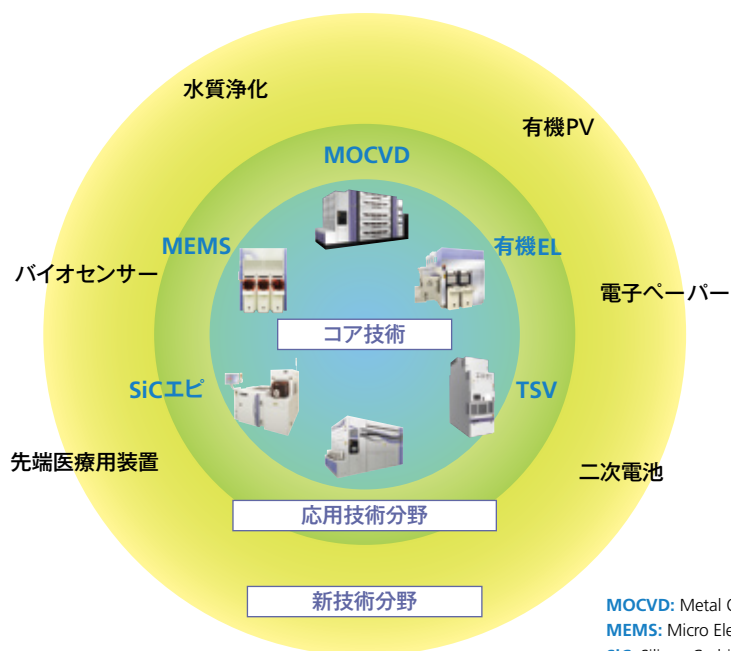 水質浄化
有機PV
MOCVD
MEMS
有機EL
バイオセンサー
電子ペーパー
コア技術
SiCエピ
TSV
先端医療用装置
二次電池
応用技術分野
新技術分野
MOCVD: Metal
MEMS: Micro